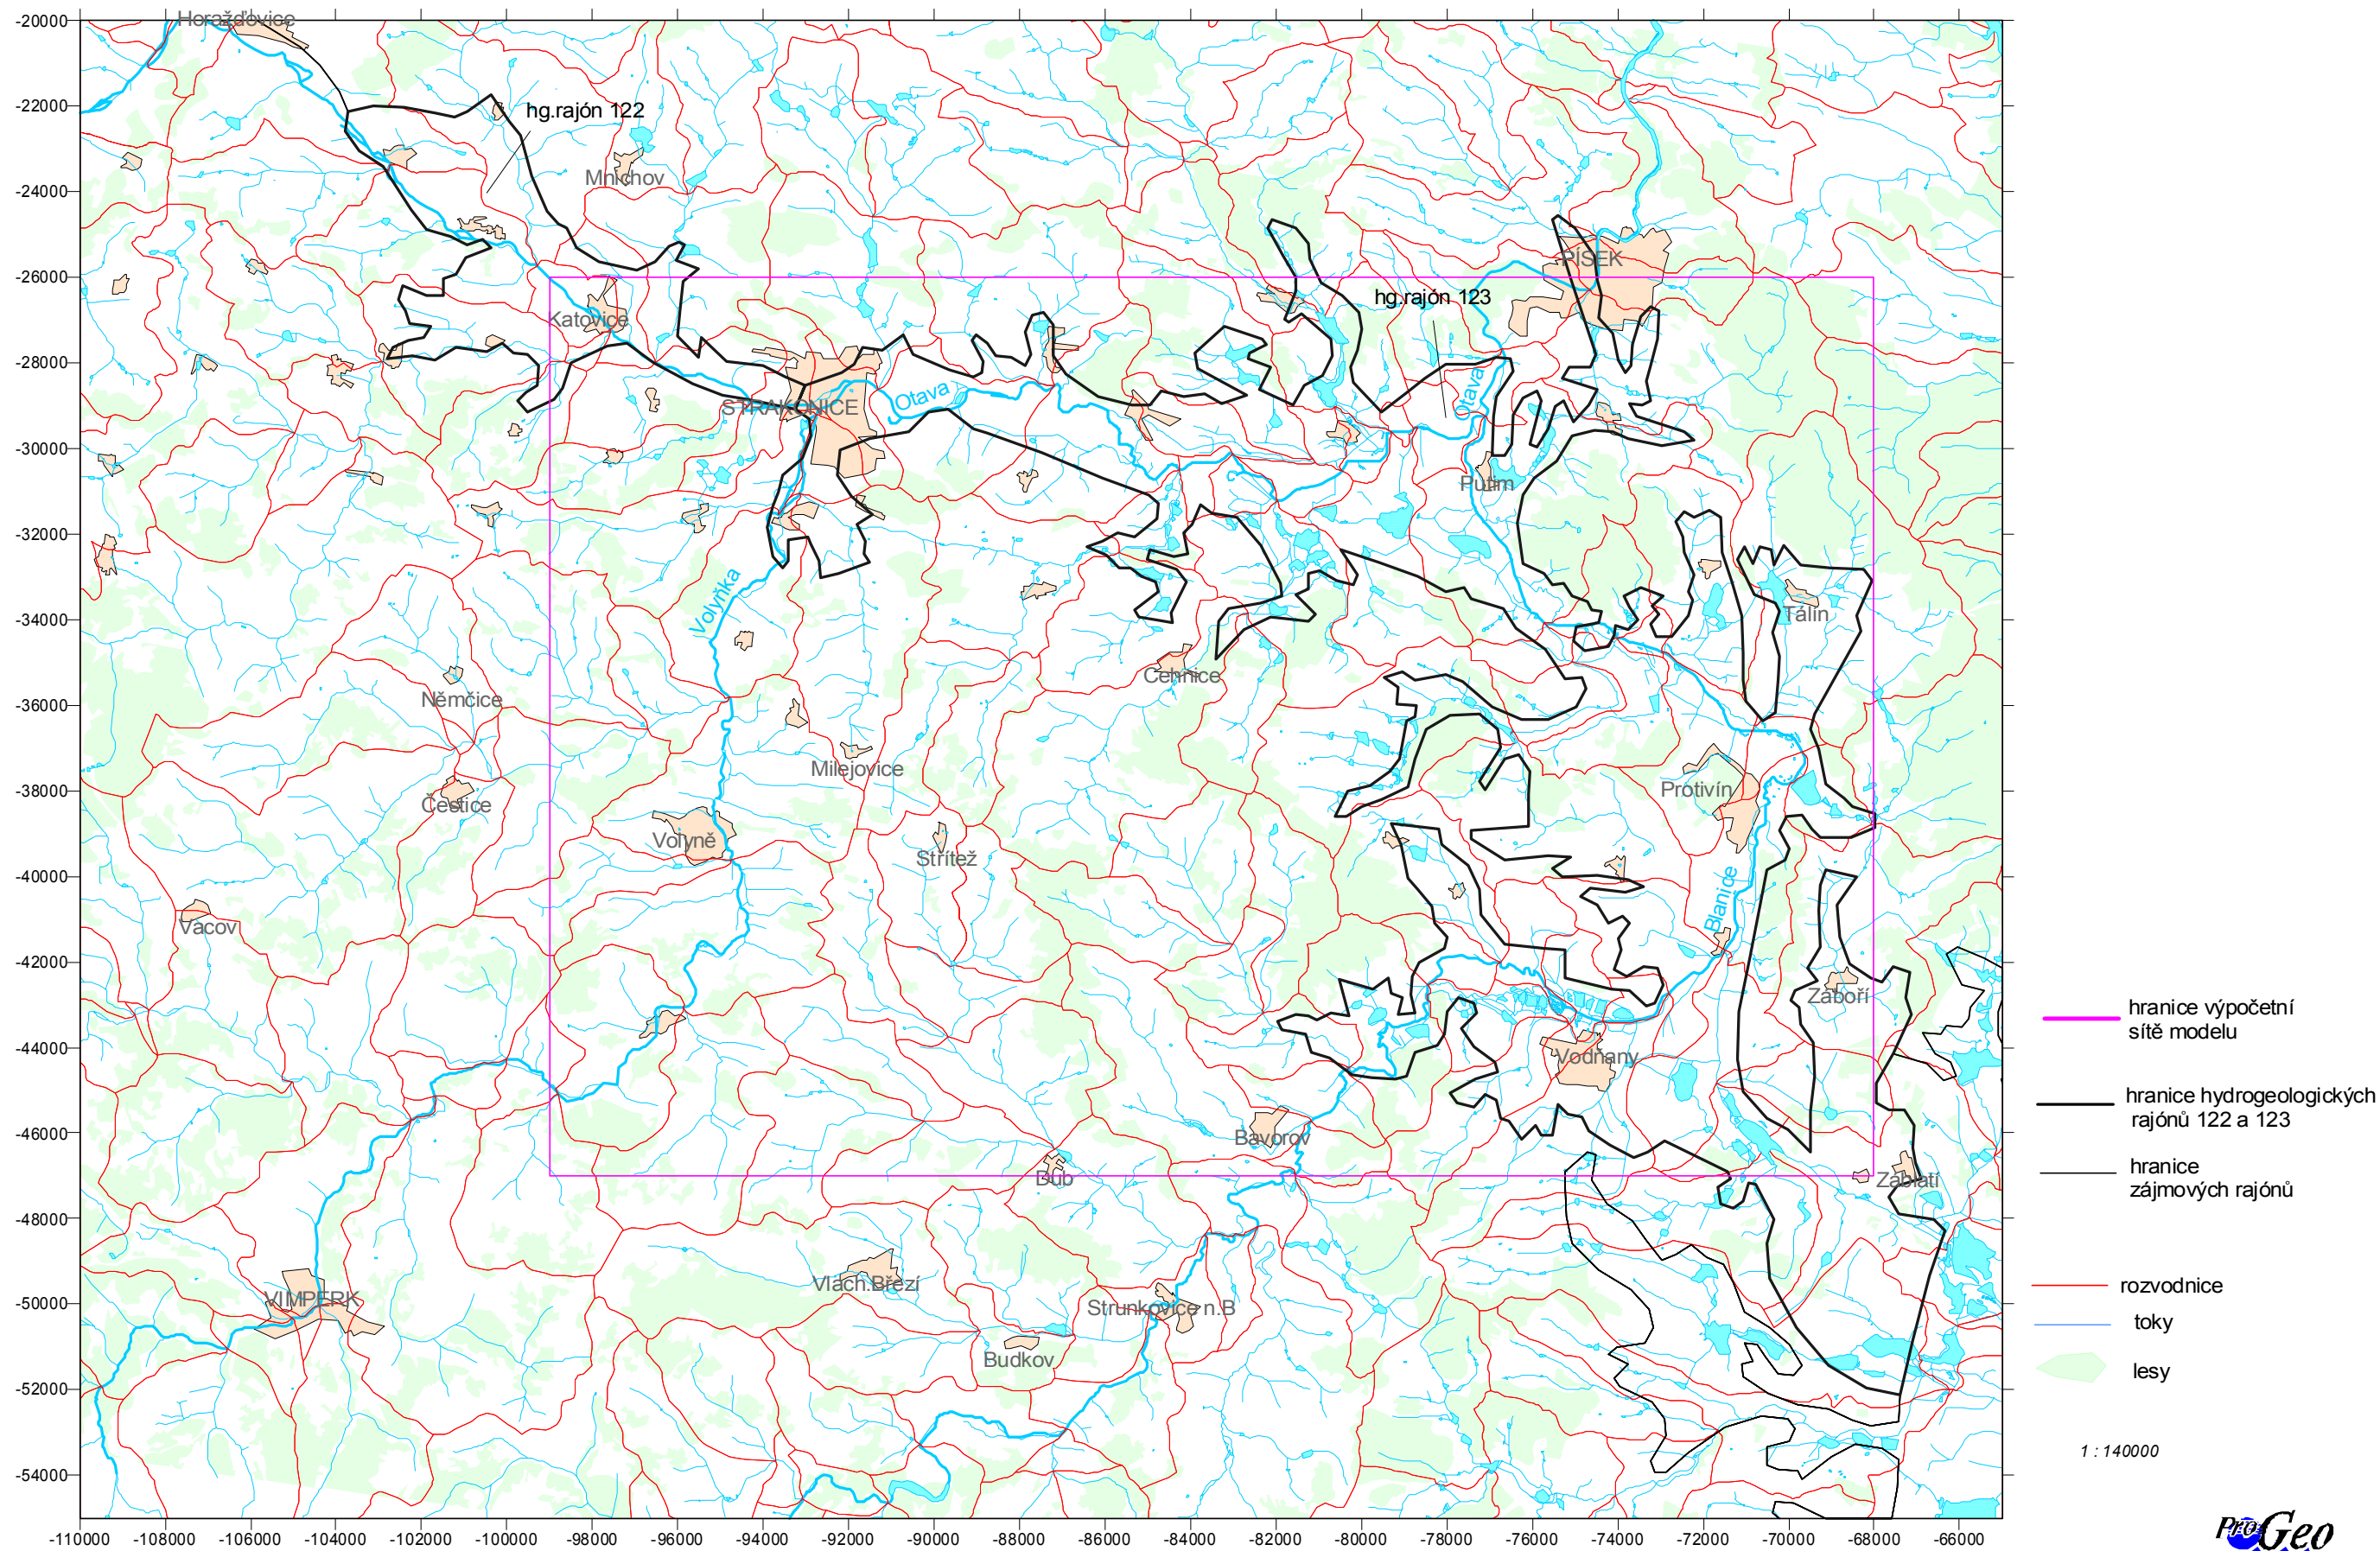 -20000
-22000
-24000
-26000
-28000
-30000
-32000
-34000
-36000
-38000
-40000
-42000
-44000
-46000
-48000
-50000
-52000
-54000
Horažďovice
hg.rajón 122
Mnichov
PÍSEK
hg.rajón 123
Katovice
STRAKONICE
Otava
Otava
Putim
Volyňka
Tálín
Cehnice
Němčice
Milejovice
Čestice
Protivín
Volyně
Střítež
Vacov
Blanice
Záboří
Vodňany
Bavorov
Dub
Záblatí
Vlach.Březí
VIMPERK
Strunkovice n.B
Budkov
hranice výpočetní
sítě modelu
hranice hydrogeologických
rajónů 122 a 123
hranice
zájmových rajónů
rozvodnice
toky
lesy
1 : 140000
-110000 -108000 -106000 -104000 -102000 -100000 -98000 -96000 -94000 -92000 -90000 -88000 -86000 -84000 -82000 -80000 -78000 -76000 -74000 -72000 -70000 -68000 -66000
ProGeo